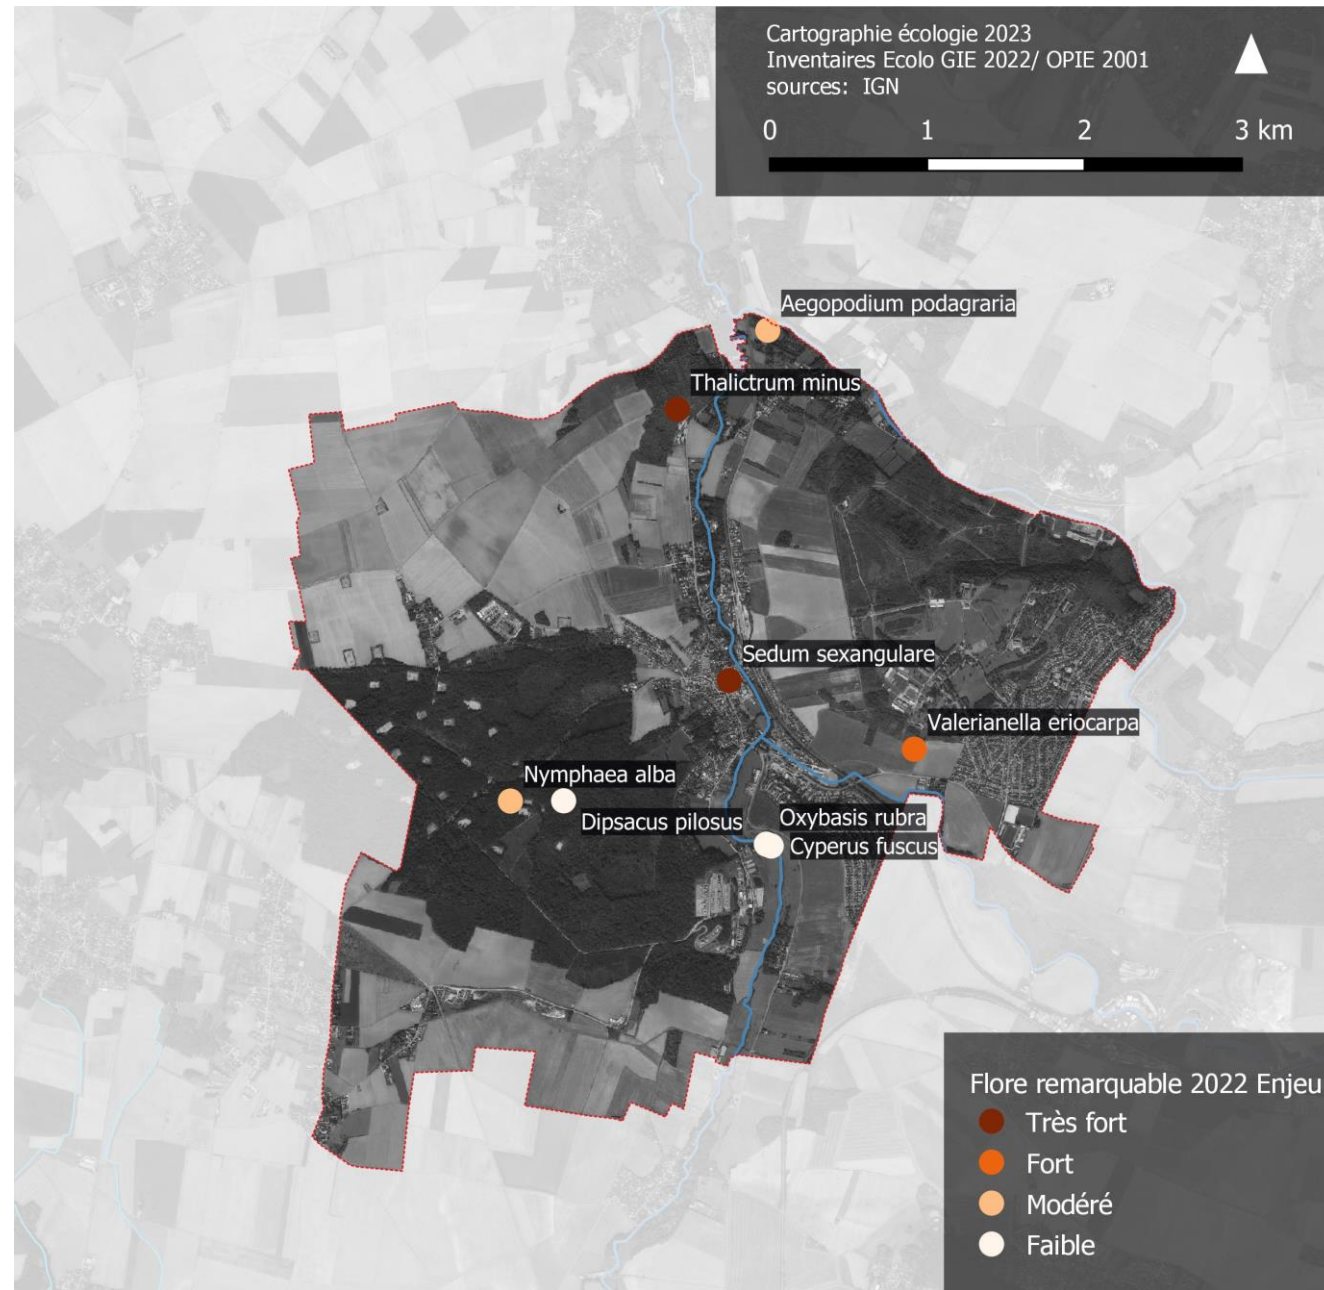 Cartographie écologie 2023
Inventaires Ecolo GIE 2022/ OPIE 2001
sources: IGN
0 1 2 3 km
Aegopodium podagraria
Thalictrum minus
Sedum sexangulare
Valerianella eriocarpa
Nymphaea alba
Dipsacus pilosus
Oxybasis rubra
Cyperus fuscus
Flore remarquable 2022 Enjeu
Très fort
Fort
Modéré
Faible